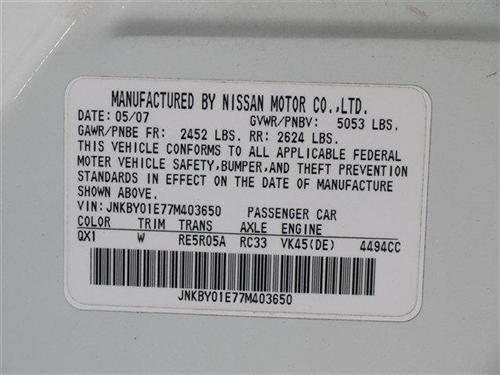 MANUFACTURED BY NISSAN MOTOR CO.,LTD.
DATE: 05/07 GVWR/PNBV: 5053 LBS.
GAWR/PNBE FR: 2452 LBS. RR: 2624 LBS.
THIS VEHICLE CONFORMS TO ALL APPLICABLE FEDERAL
MOTER VEHICLE SAFETY,BUMPER,AND THEFT PREVENTION
STANDARDS IN EFFECT ON THE DATE OF MANUFACTURE
SHOWN ABOVE.
VIN:JNKBY01E77M403650 PASSENGER CAR
COLOR TRIM TRANS AXLE ENGINE
QX1 W RE5R05A RC33 VK45(DE) 4494CC
JNKBY01E77M403650